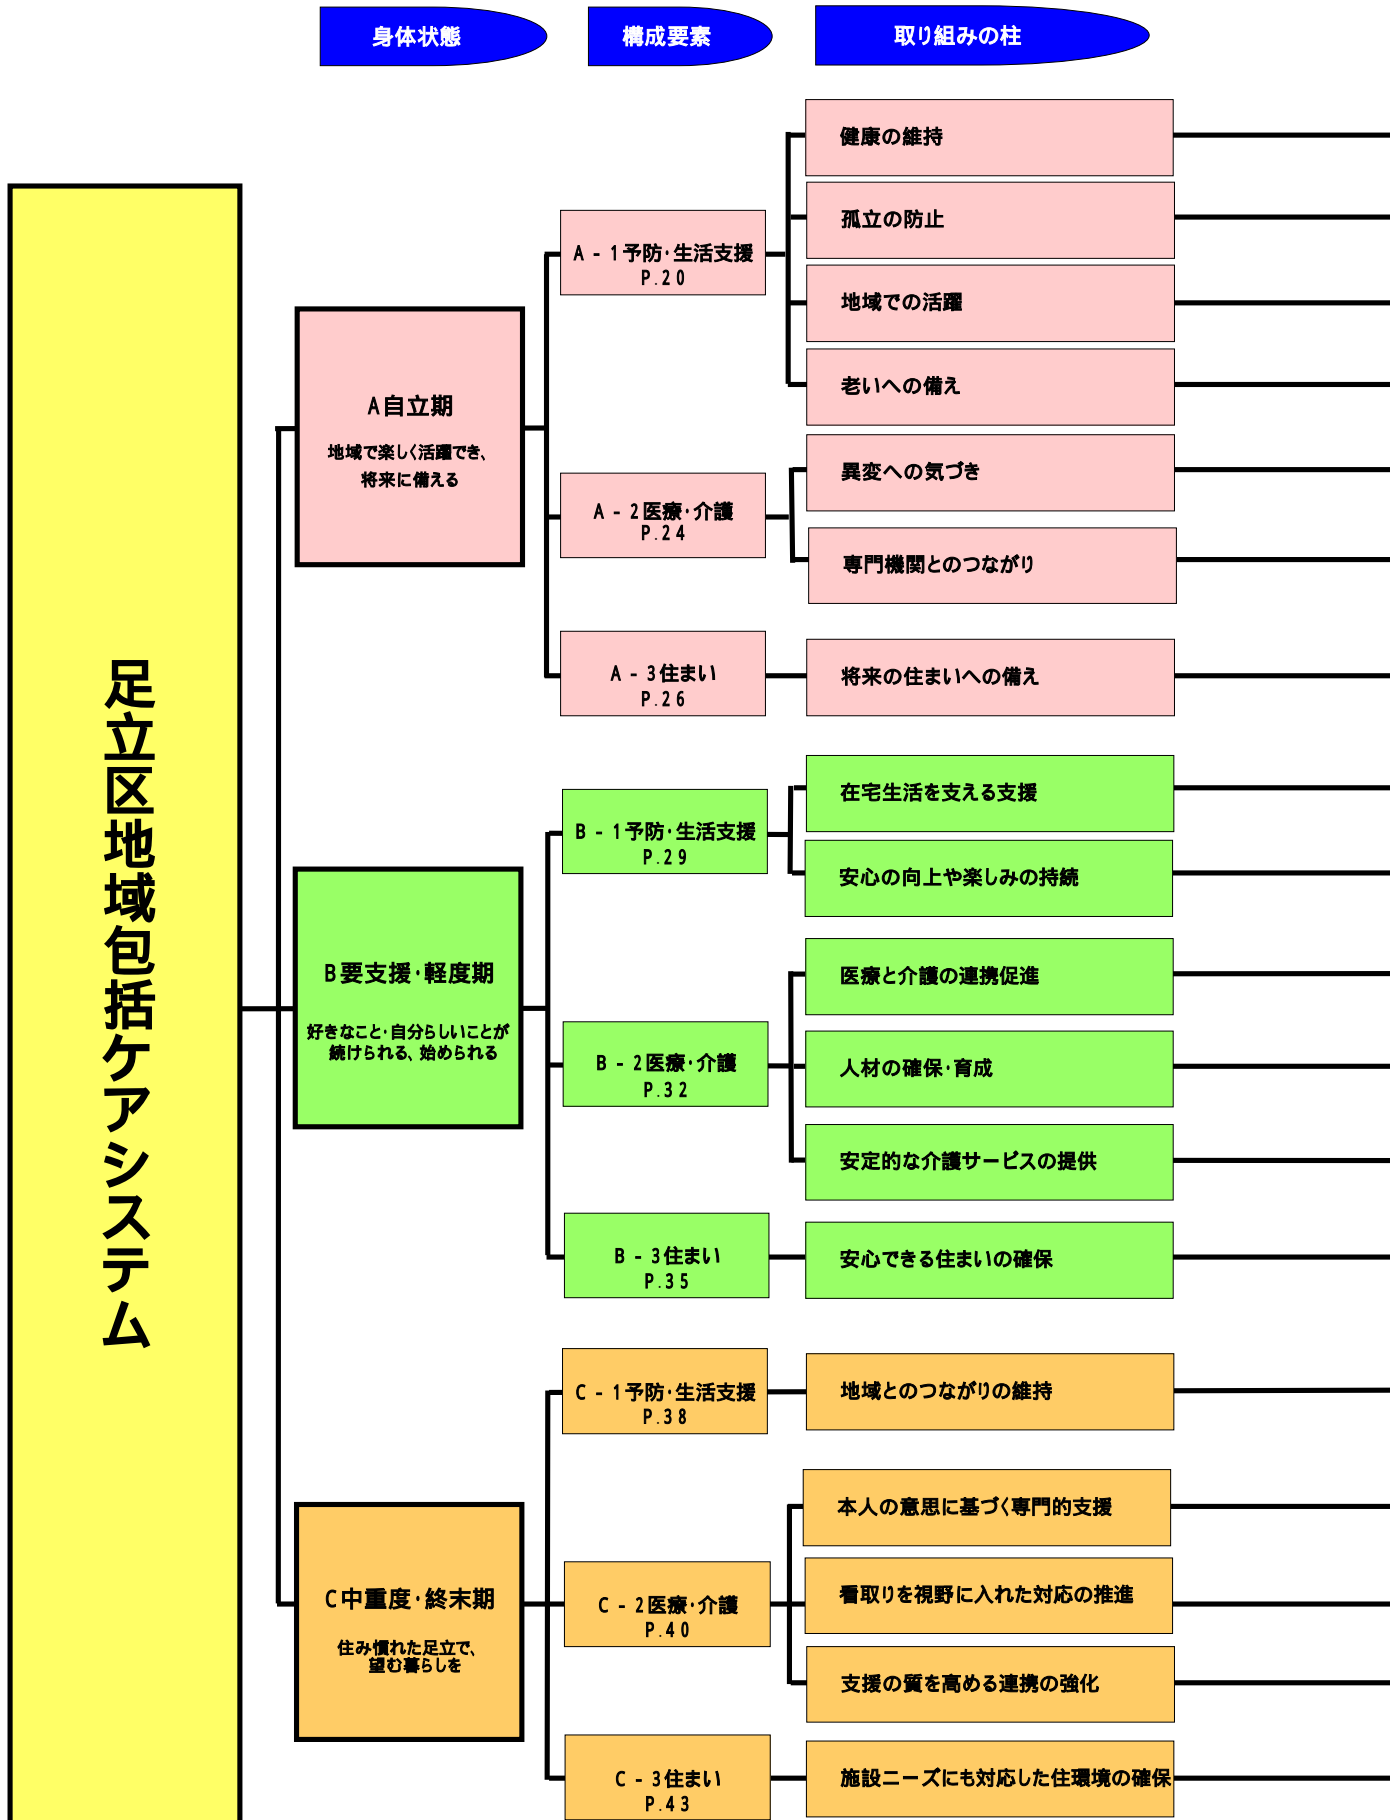 身体状態
構成要素
取り組みの柱
足立区地域包括ケアシステム
A自立期
地域で楽しく活躍でき、
将来に備える
A-1予防・生活支援
P.20
健康の維持
孤立の防止
地域での活躍
老いへの備え
A-2医療・介護
P.24
異変への気づき
専門機関とのつながり
A-3住まい
P.26
将来の住まいへの備え
B要支援・軽度期
好きなこと・自分らしいことが
続けられる、始められる
B-1予防・生活支援
P.29
在宅生活を支える支援
安心の向上や楽しみの持続
B-2医療・介護
P.32
医療と介護の連携促進
人材の確保・育成
安定的な介護サービスの提供
B-3住まい
P.35
安心できる住まいの確保
C中重度・終末期
住み慣れた足立で、
望む暮らしを
C-1予防・生活支援
P.38
地域とのつながりの維持
C-2医療・介護
P.40
本人の意思に基づく専門的支援
看取りを視野に入れた対応の推進
支援の質を高める連携の強化
C-3住まい
P.43
施設ニーズにも対応した住環境の確保